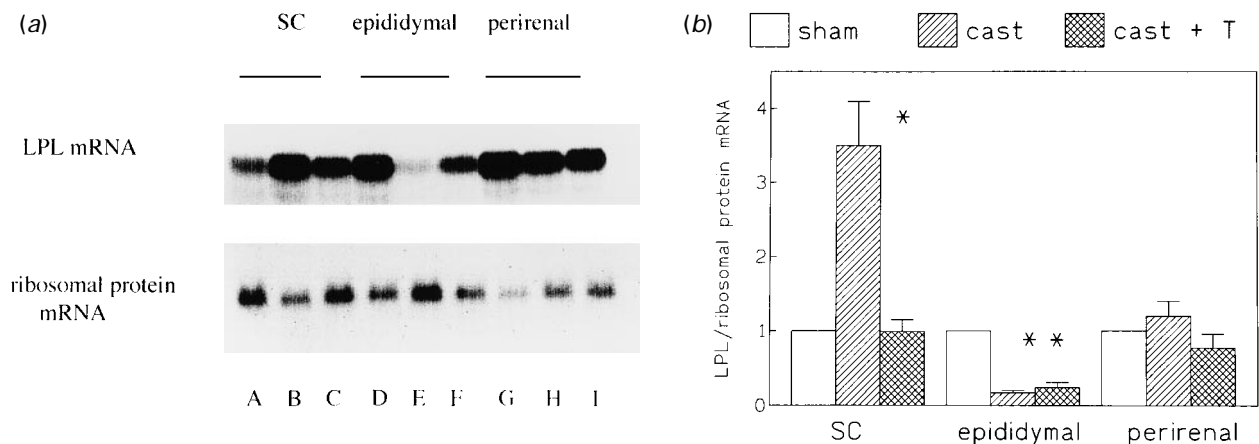 (a)
SC epididymal perirenal
LPL mRNA
ribosomal protein
mRNA
A B C D E F G H I
(b)
sham cast cast + T
LPL/ribosomal protein mRNA
4
3
2
1
0
*
* *
SC epididymal perirenal